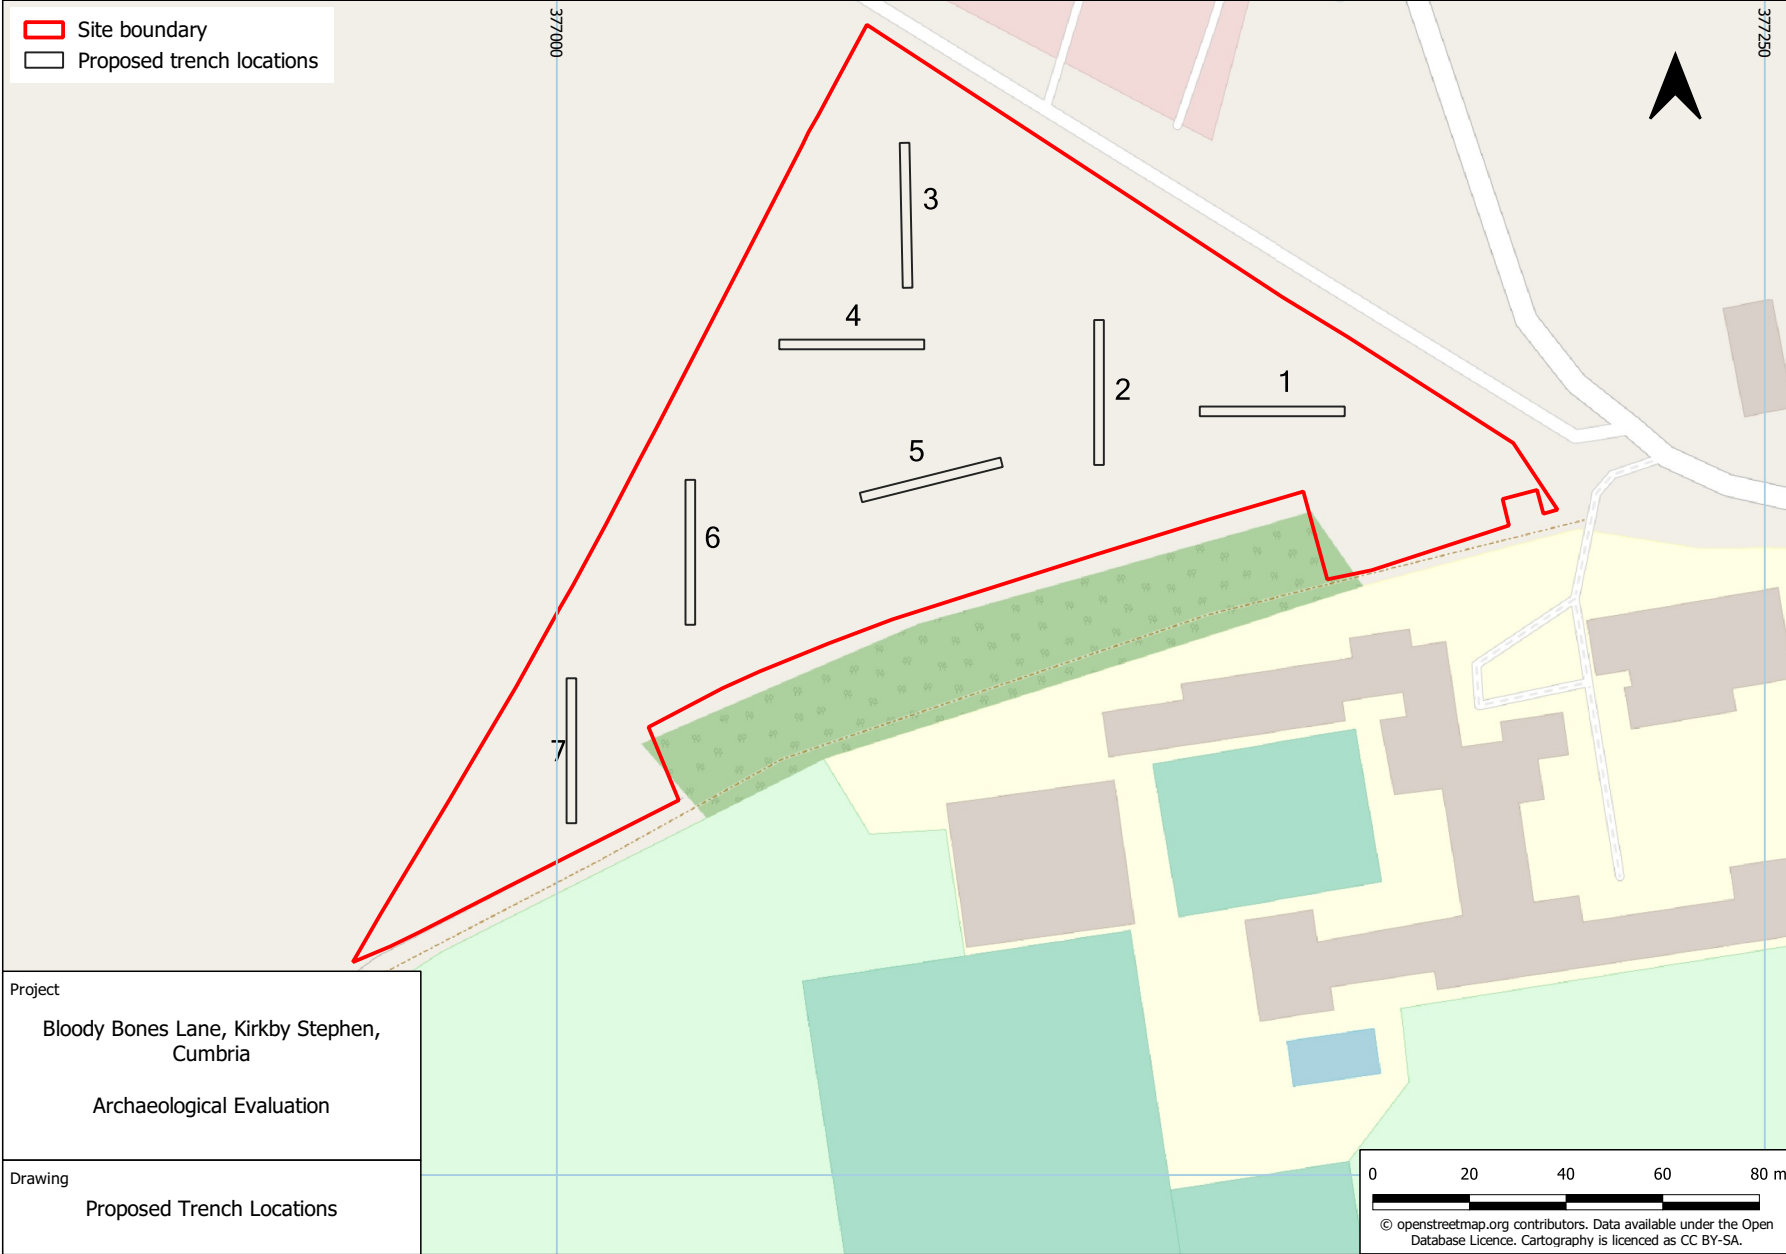 Site boundary
Proposed trench locations
377000
377250
3
4
2
1
5
6
7
Project
Bloody Bones Lane, Kirkby Stephen,
Cumbria
Archaeological Evaluation
Drawing
Proposed Trench Locations
0 20 40 60 80 m
© openstreetmap.org contributors. Data available under the Open
Database Licence. Cartography is licenced as CC BY-SA.